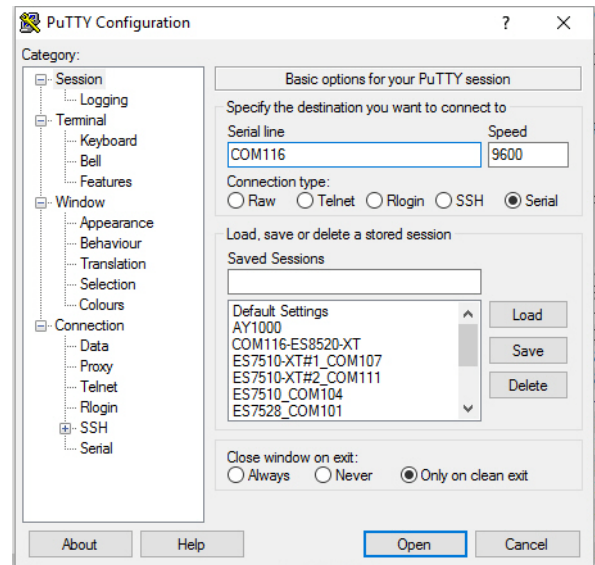 PuTTY Configuration ? ×
Category:
Session
Logging
Terminal
Keyboard
Bell
Features
Window
Appearance
Behaviour
Translation
Selection
Colours
Connection
Data
Proxy
Telnet
Rlogin
SSH
Serial
Basic options for your PuTTY session
Specify the destination you want to connect to
Serial line Speed
COM116 9600
Connection type:
Raw Telnet Rlogin SSH Serial
Load, save or delete a stored session
Saved Sessions
Default Settings
AY1000
COM116-ES8520-XT
ES7510-XT#1_COM107
ES7510-XT#2_COM111
ES7510_COM104
ES7528_COM101
Load
Save
Delete
Close window on exit:
Always Never Only on clean exit
About Help Open Cancel